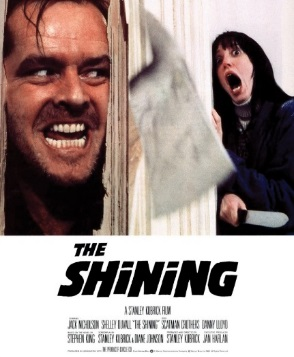 THE
SHiNiNG
A STANLEY KUBRICK FILM
JACK NICHOLSON SHELLEY DUVALL "THE SHINING" SCATMAN CROTHERS DANNY LLOYD
STEPHEN KING STANLEY KUBRICK & DIANE JOHNSON STANLEY KUBRICK JAN HARLAN